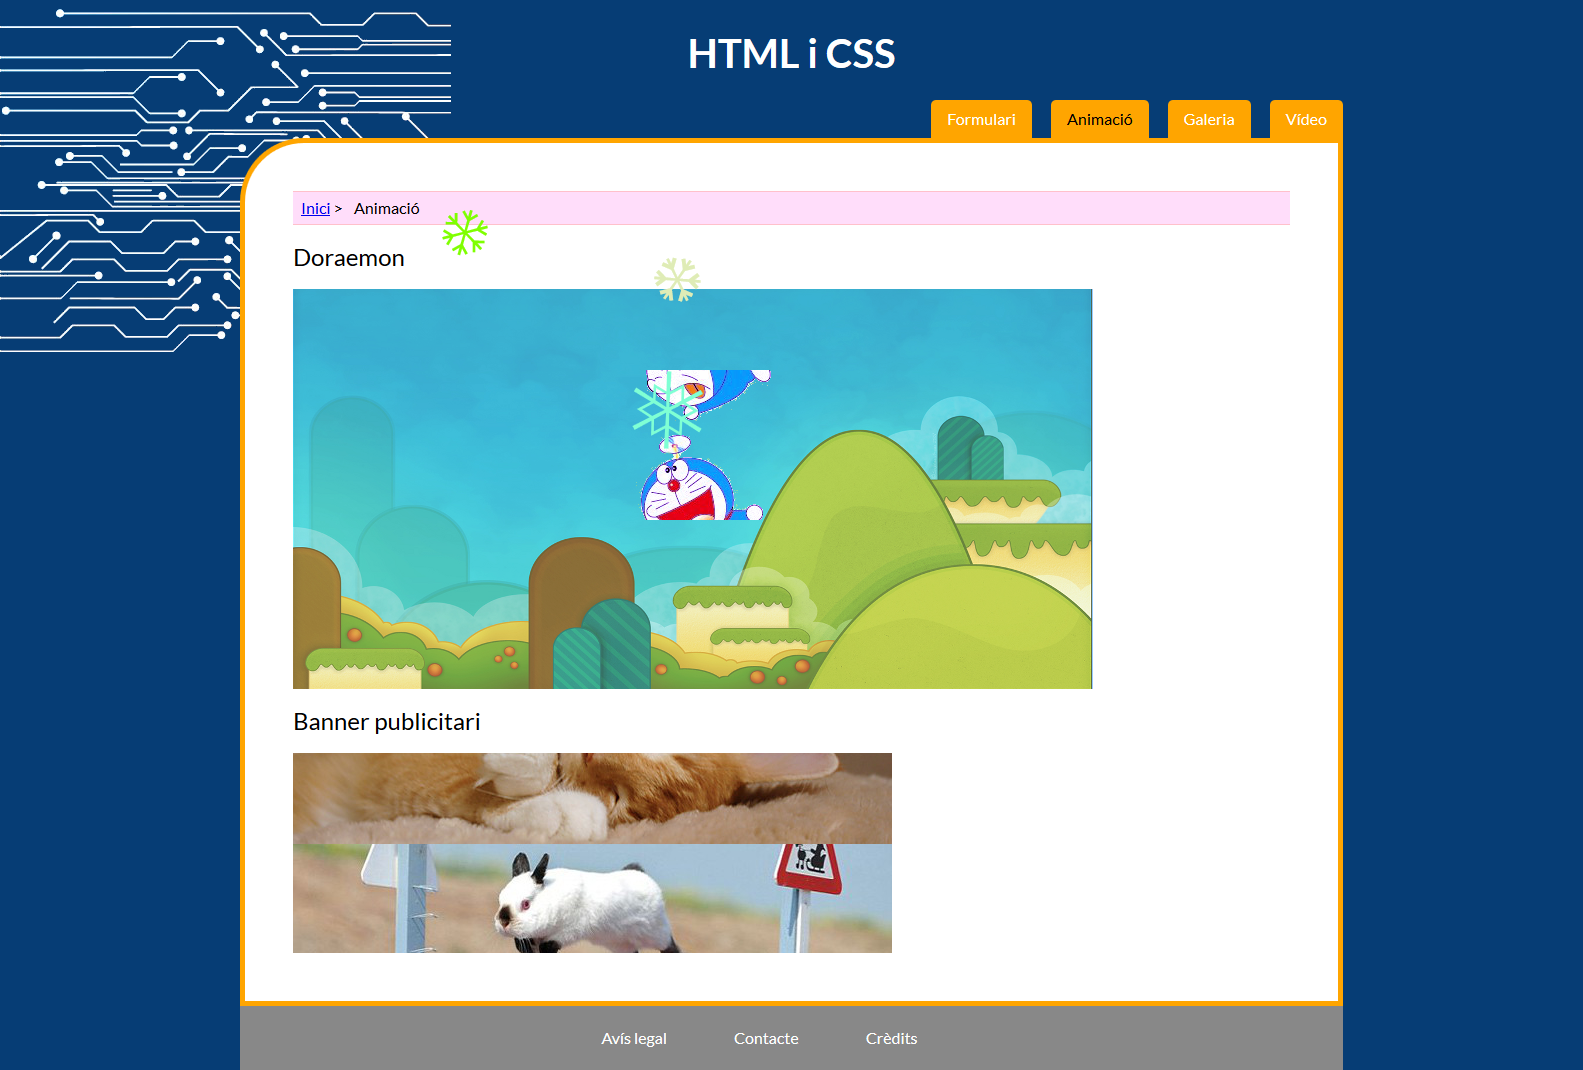 HTML i CSS
Formulari Animació Galeria Vídeo
Inici > Animació
Doraemon
Banner publicitari
Avís legal Contacte Crèdits